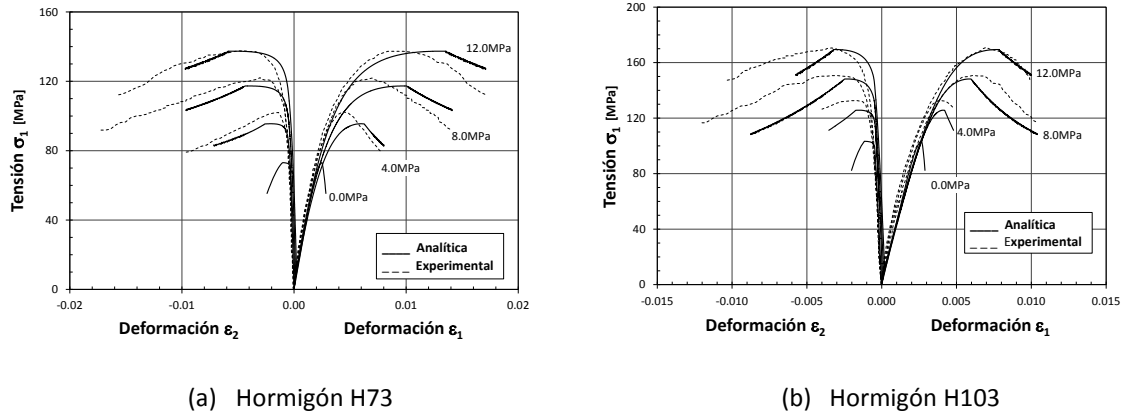 Tensión σ1 [MPa]
160
120
80
40
0
-0.02
-0.01
0.00
0.01
0.02
12.0MPa
8.0MPa
4.0MPa
0.0MPa
Analítica
Experimental
Deformación ε2
Deformación ε1
(a) Hormigón H73
Tensión σ1 [MPa]
200
160
120
80
40
0
-0.015
-0.010
-0.005
0.000
0.005
0.010
0.015
12.0MPa
8.0MPa
4.0MPa
0.0MPa
Analítica
Experimental
Deformación ε2
Deformación ε1
(b) Hormigón H103